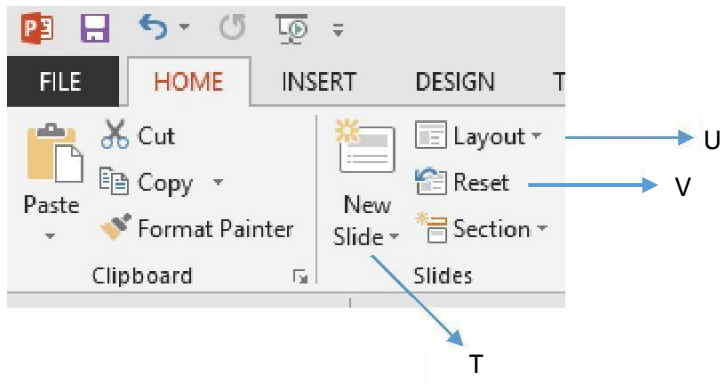 P
FILE HOME INSERT DESIGN T
Cut
Layout
U
Copy
Reset
V
Paste
Format Painter
New
Slide
Section
Clipboard
Slides
T